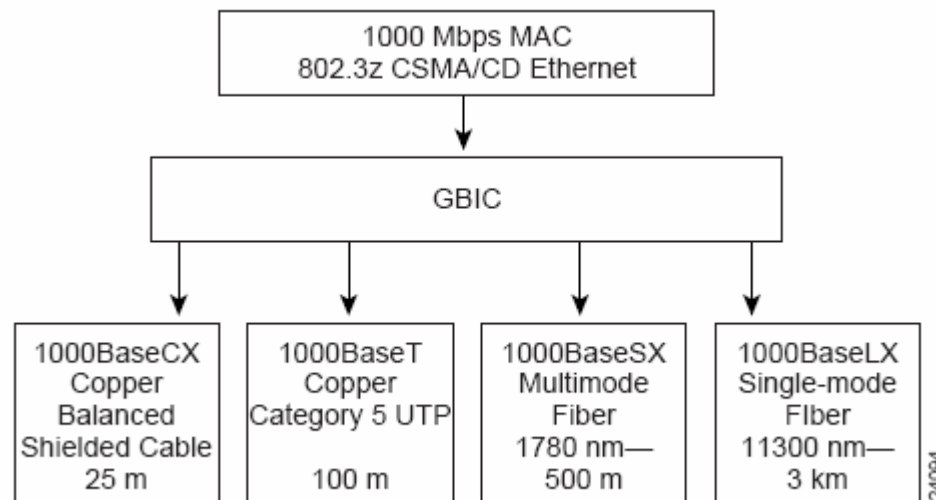 1000 Mbps MAC
802.3z CSMA/CD Ethernet
GBIC
1000BaseCX
Copper
Balanced
Shielded Cable
25 m
1000BaseT
Copper
Category 5 UTP
100 m
1000BaseSX
Multimode
Fiber
1780 nm—
500 m
1000BaseLX
Single-mode
FIber
11300 nm—
3 km
24094